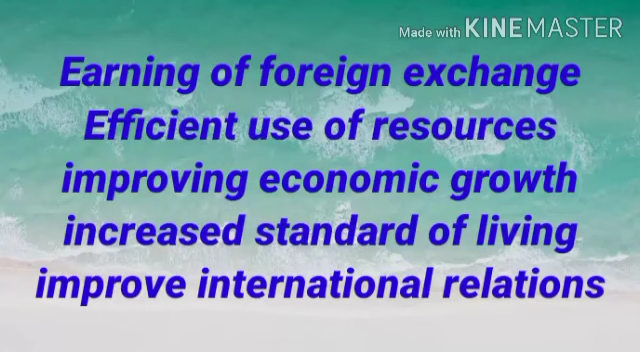 Made with KINEMASTER
Earning of foreign exchange
Efficient use of resources
improving economic growth
increased standard of living
improve international relations